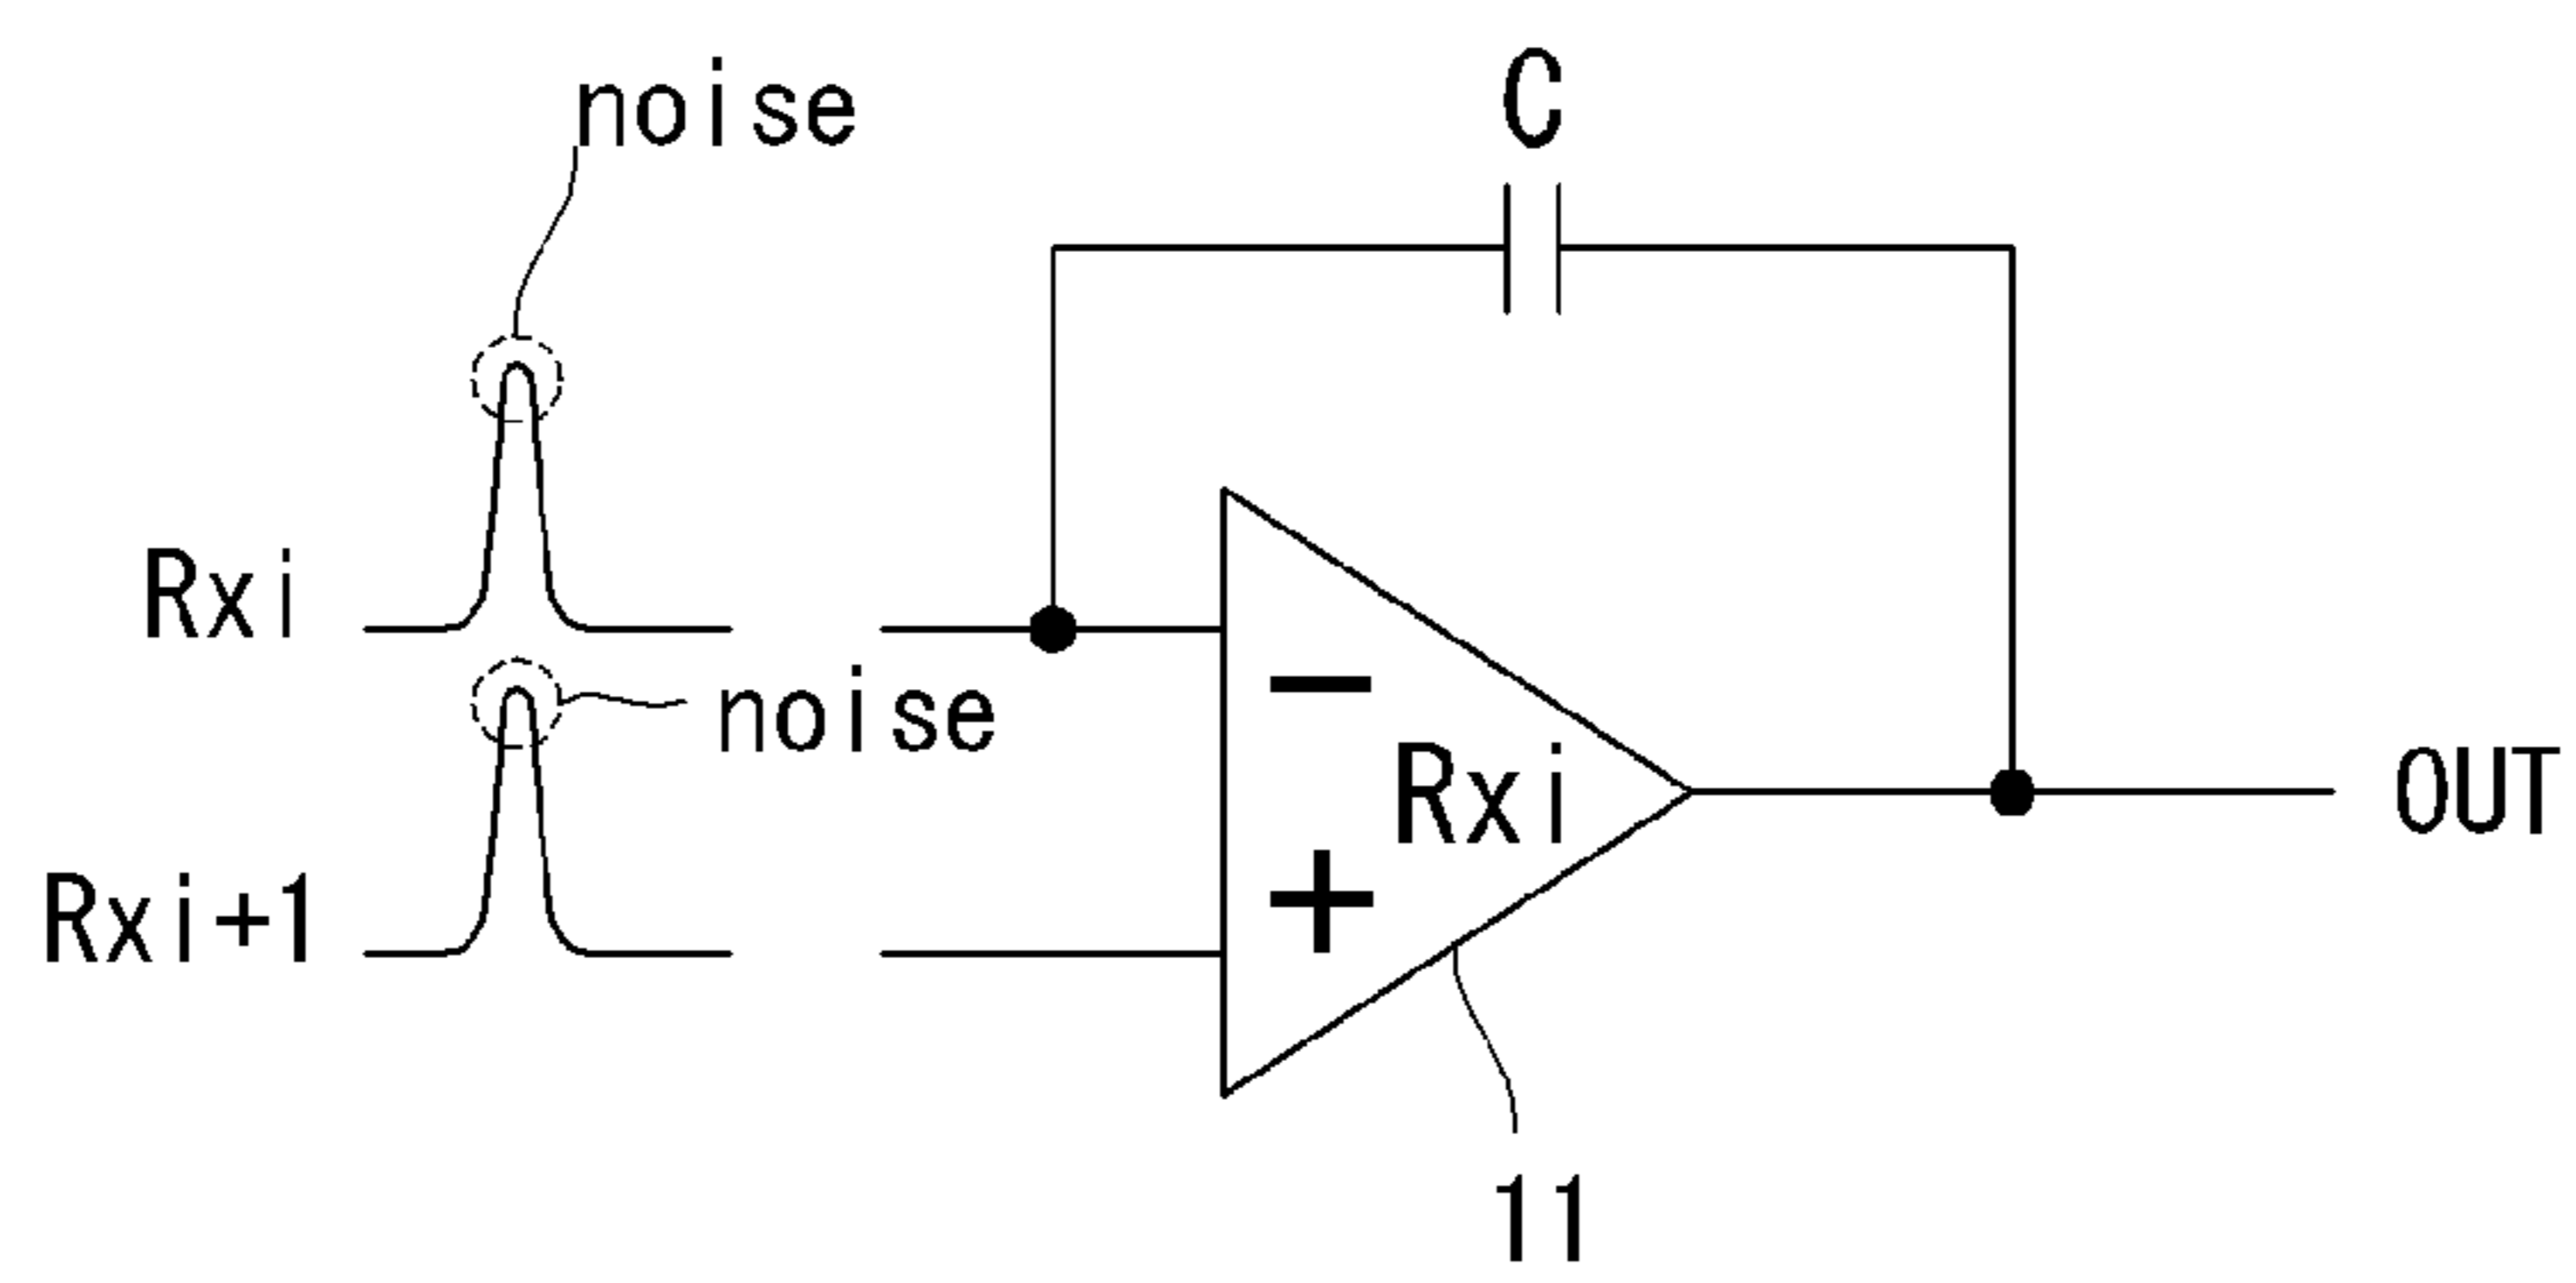 noise
C
Rxi
noise
−
Rxi
OUT
Rxi+1
+
11